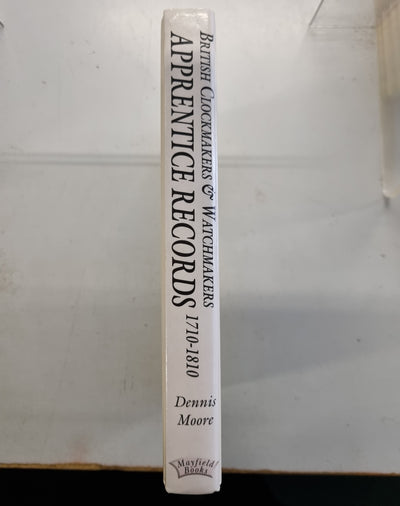 British Clockmakers & Watchmakers
APPRENTICE RECORDS 1710-1810
Dennis
Moore
Mayfield
Books